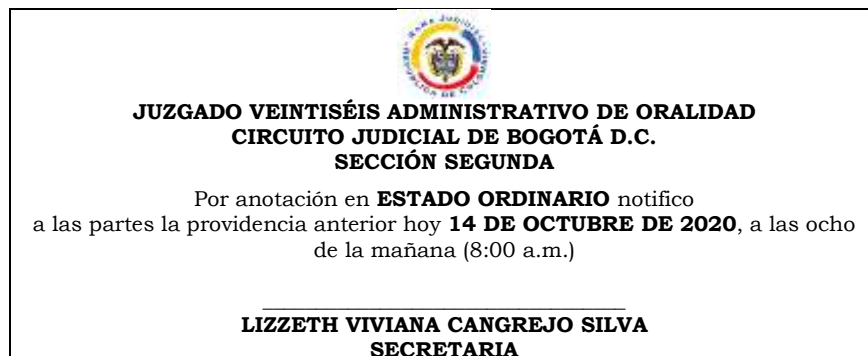 JUZGADO VEINTISÉIS ADMINISTRATIVO DE ORALIDAD
CIRCUITO JUDICIAL DE BOGOTÁ D.C.
SECCIÓN SEGUNDA
Por anotación en ESTADO ORDINARIO notifico
a las partes la providencia anterior hoy 14 DE OCTUBRE DE 2020, a las ocho
de la mañana (8:00 a.m.)
LIZZETH VIVIANA CANGREJO SILVA
SECRETARIA